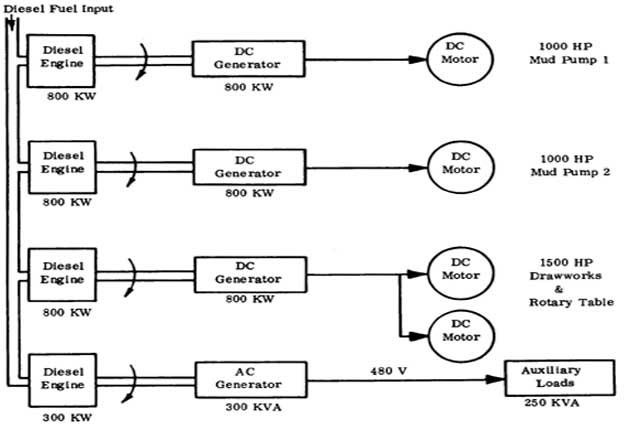 Diesel Fuel Input
Diesel
Engine
800 KW
DC
Generator
800 KW
DC
Motor
1000 HP
Mud Pump 1
Diesel
Engine
800 KW
DC
Generator
800 KW
DC
Motor
1000 HP
Mud Pump 2
Diesel
Engine
800 KW
DC
Generator
800 KW
DC
Motor
1500 HP
Drawworks
&
Rotary Table
DC
Motor
Diesel
Engine
300 KW
AC
Generator
300 KVA
480 V
Auxiliary
Loads
250 KVA